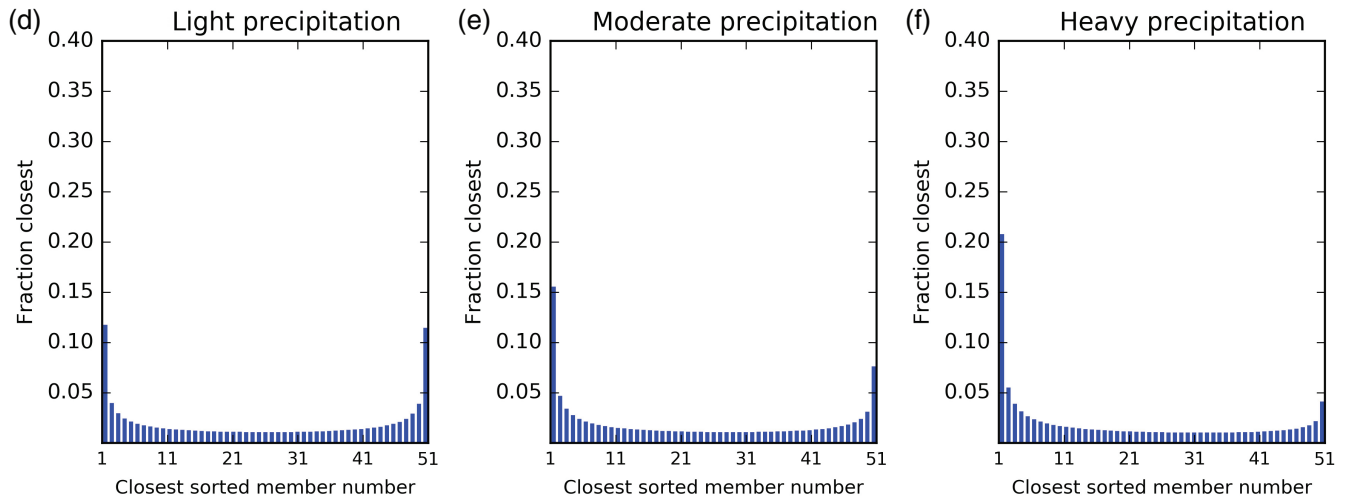 (d) Light precipitation
0.40
0.35
0.30
0.25
0.20
0.15
0.10
0.05
Fraction closest
1 11 21 31 41 51
Closest sorted member number
(e) Moderate precipitation
0.40
0.35
0.30
0.25
0.20
0.15
0.10
0.05
Fraction closest
1 11 21 31 41 51
Closest sorted member number
(f) Heavy precipitation
0.40
0.35
0.30
0.25
0.20
0.15
0.10
0.05
Fraction closest
1 11 21 31 41 51
Closest sorted member number